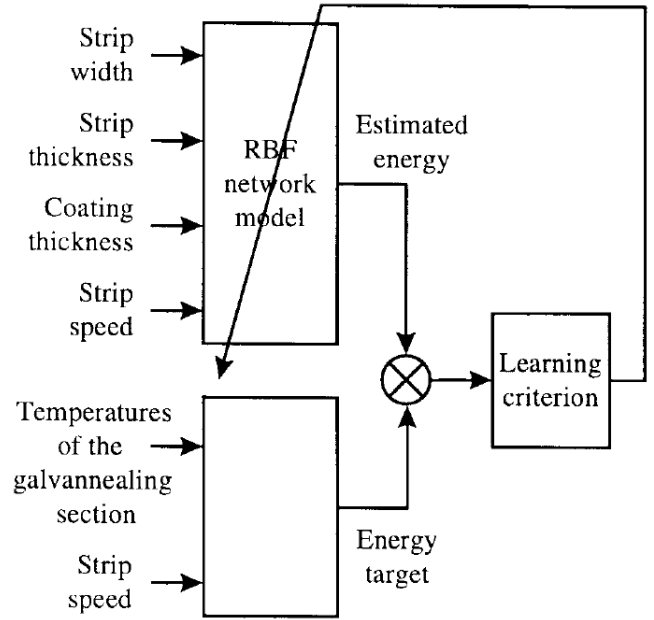 Strip
width
Strip
thickness
Coating
thickness
Strip
speed
RBF
network
model
Estimated
energy
Learning
criterion
Temperatures
of the
galvannealing
section
Strip
speed
Energy
target